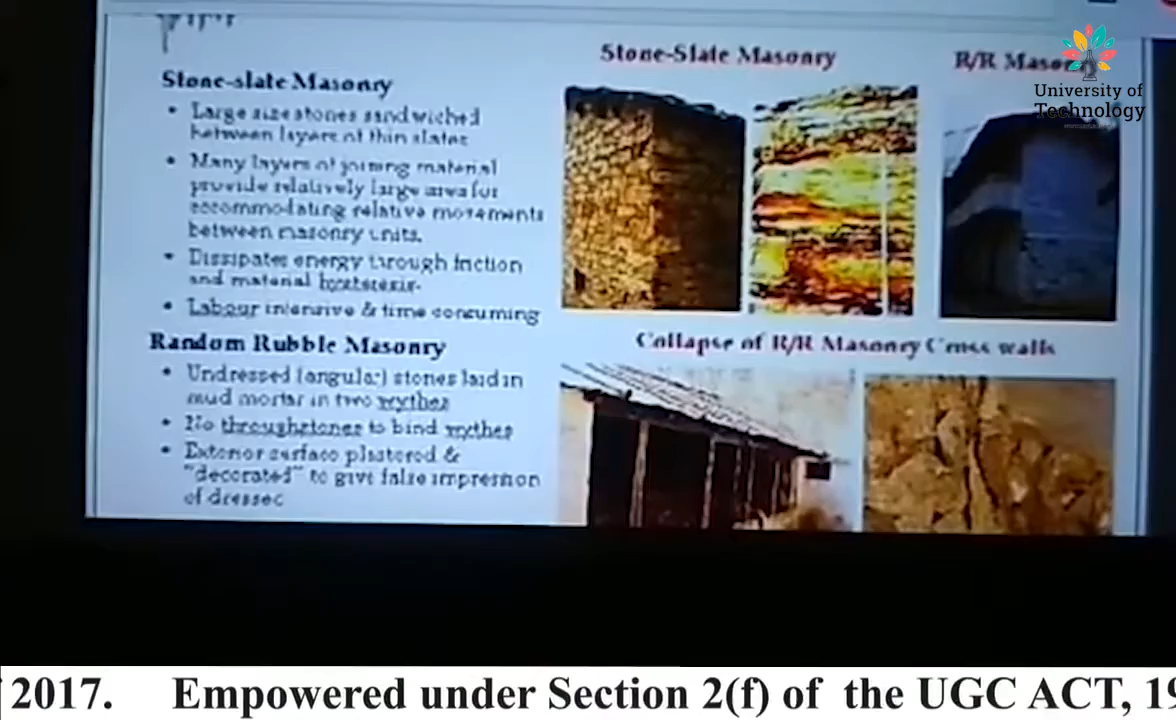 Stone-slate Masonry
• Large size stones sandwiched
between layers of thin slates
• Many layers of joining material
provide relatively large area for
accommodating relative movements
between masonry units.
• Dissipates energy through friction
and material
• Labour intensive & time consuming
Random Rubble Masonry
• Undressed (angular) stones laid in
mud mortar in two wythes
• No throughstones to bind wythes
• Exterior surface plastered &
"decorated" to give false impression
of dressed
Stone-Slate Masonry
R/R Mason
Collapse of R/R Masonry Cross walls
University of
Technology
2017. Empowered under Section 2(f) of the UGC ACT, 19